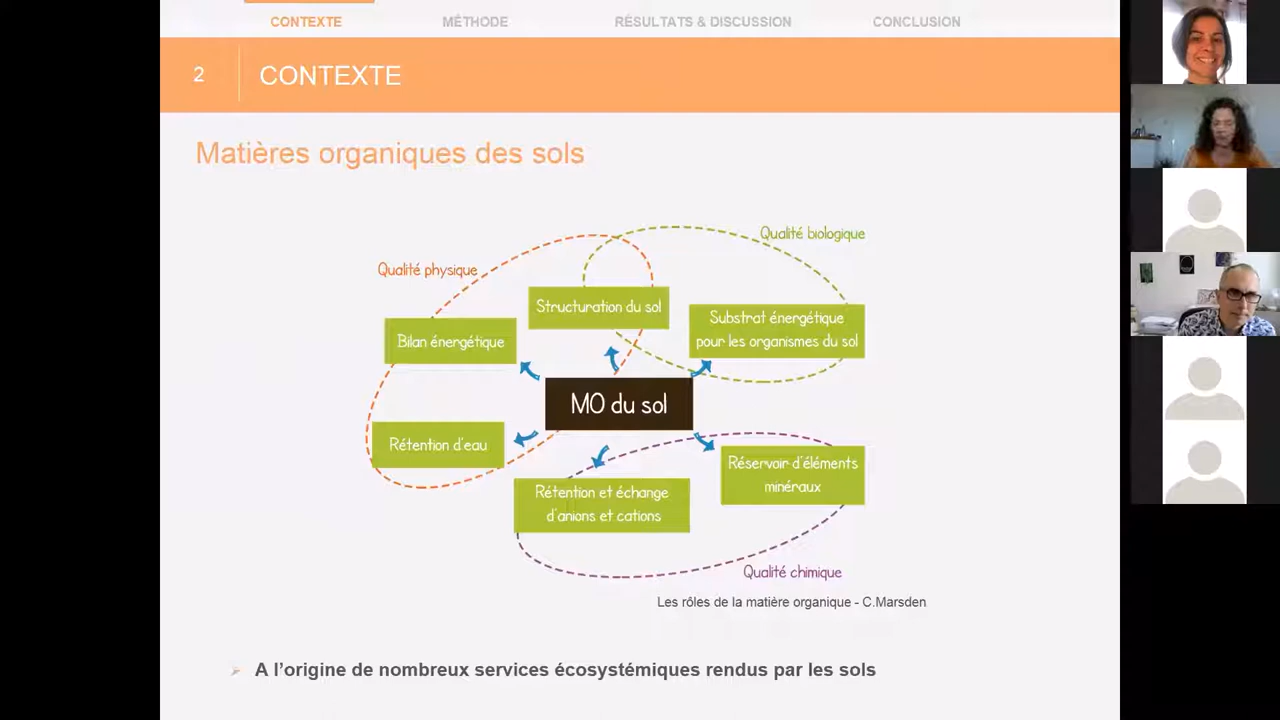 CONTEXTE MÉTHODE RÉSULTATS & DISCUSSION CONCLUSION
2 CONTEXTE
Matières organiques des sols
Qualité biologique
Qualité physique
Structuration du sol
Substrat énergétique
pour les organismes du sol
Bilan énergétique
MO du sol
Rétention d'eau
Réservoir d'éléments
minéraux
Rétention et échange
d'anions et cations
Qualité chimique
Les rôles de la matière organique - C.Marsden
A l'origine de nombreux services écosystémiques rendus par les sols